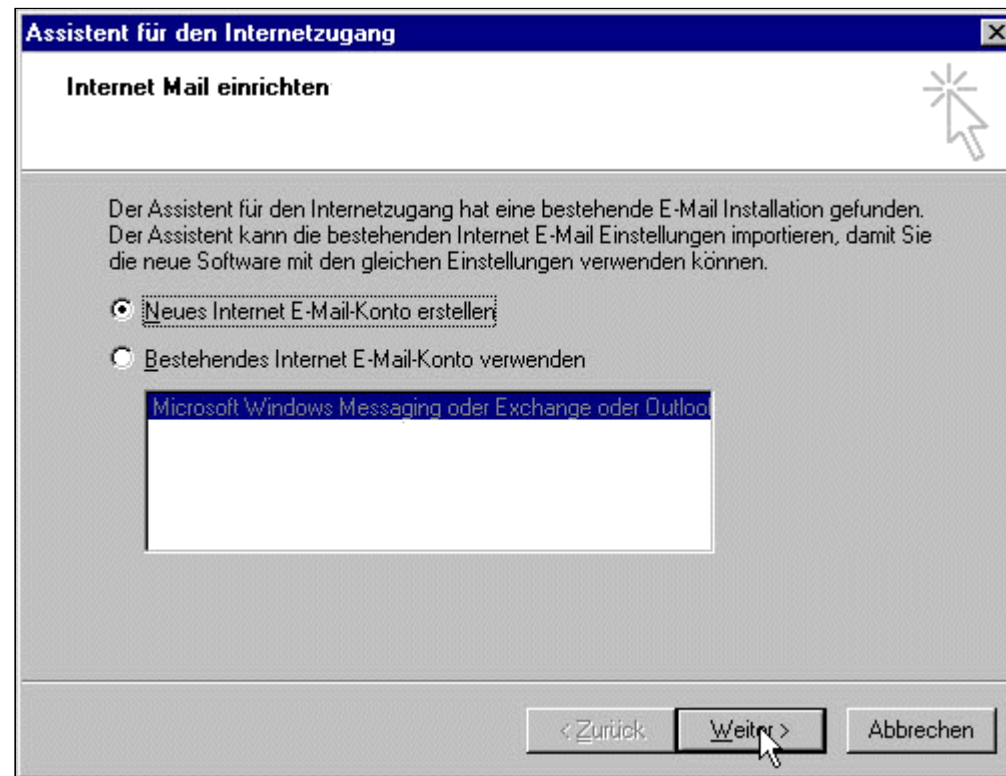 Assistent für den Internetzugang
Internet Mail einrichten
Der Assistent für den Internetzugang hat eine bestehende E-Mail Installation gefunden.
Der Assistent kann die bestehenden Internet E-Mail Einstellungen importieren, damit Sie
die neue Software mit den gleichen Einstellungen verwenden können.
Neues Internet E-Mail-Konto erstellen
Bestehendes Internet E-Mail-Konto verwenden
Microsoft Windows Messaging oder Exchange oder Outloo
< Zurück
Weiter >
Abbrechen